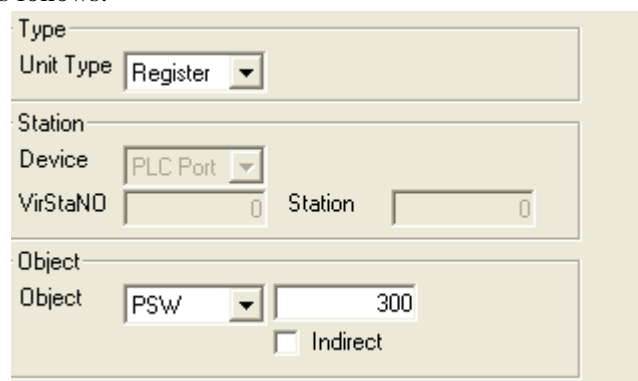 Type
Unit Type Register
Station
Device PLC Port
VirStaNO 0 Station 0
Object
Object PSW 300
Indirect